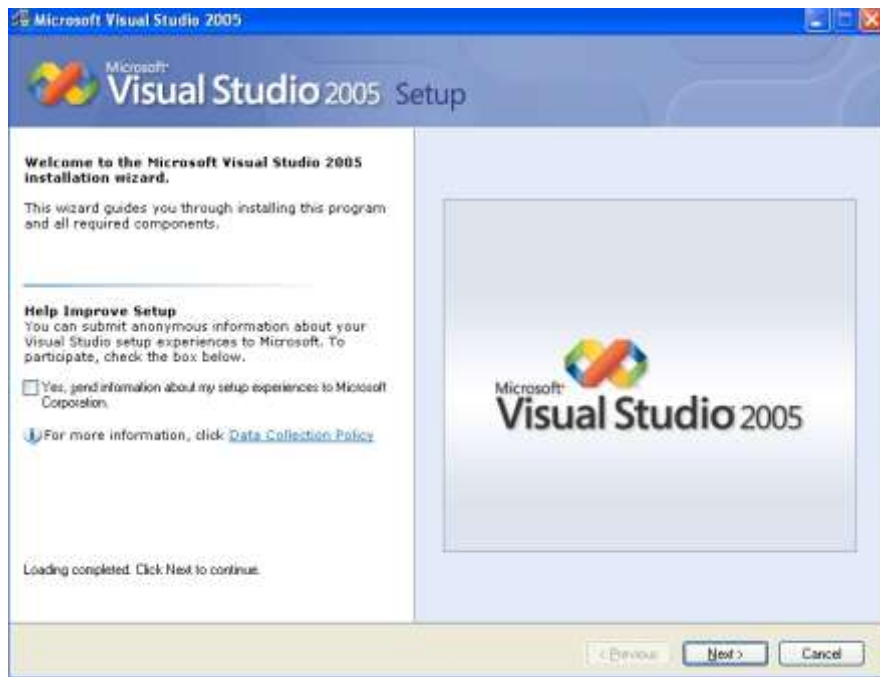 Microsoft Visual Studio 2005
Microsoft
Visual Studio 2005 Setup
Welcome to the Microsoft Visual Studio 2005
installation wizard.
This wizard guides you through installing this program
and all required components.
Help Improve Setup
You can submit anonymous information about your
Visual Studio setup experiences to Microsoft. To
participate, check the box below.
Yes, send information about my setup experiences to Microsoft
Corporation.
For more information, click Data Collection Policy
Loading completed. Click Next to continue.
Microsoft
Visual Studio 2005
< Previous
Next >
Cancel